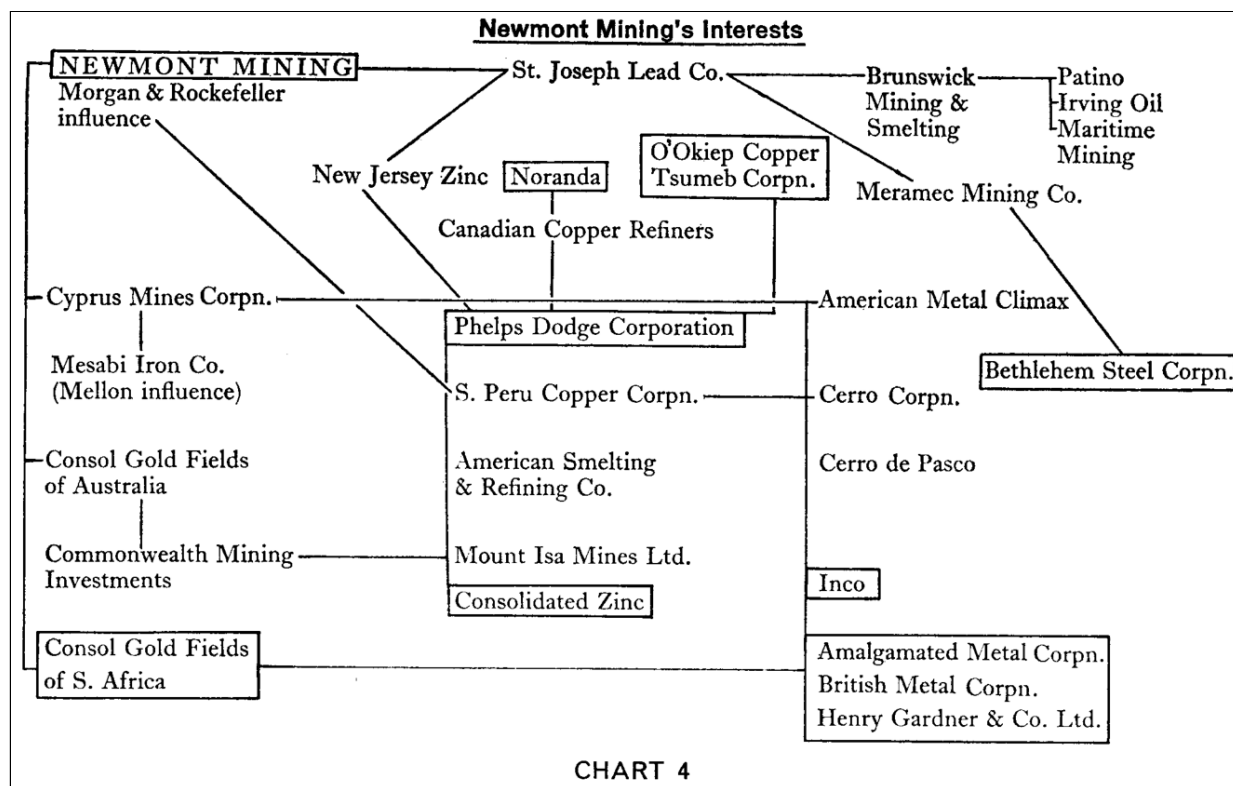 Newmont Mining's Interests
NEWMONT MINING
Morgan & Rockefeller
influence
St. Joseph Lead Co.
Brunswick
Mining &
Smelting
Patino
Irving Oil
Maritime
Mining
New Jersey Zinc
Noranda
O'Okiep Copper
Tsumeb Corpn.
Meramec Mining Co.
Canadian Copper Refiners
Cyprus Mines Corpn.
American Metal Climax
Phelps Dodge Corporation
Mesabi Iron Co.
(Mellon influence)
S. Peru Copper Corpn.
Cerro Corpn.
Bethlehem Steel Corpn.
Consol Gold Fields
of Australia
American Smelting
& Refining Co.
Cerro de Pasco
Commonwealth Mining
Investments
Mount Isa Mines Ltd.
Consolidated Zinc
Inco
Consol Gold Fields
of S. Africa
Amalgamated Metal Corpn.
British Metal Corpn.
Henry Gardner & Co. Ltd.
CHART 4